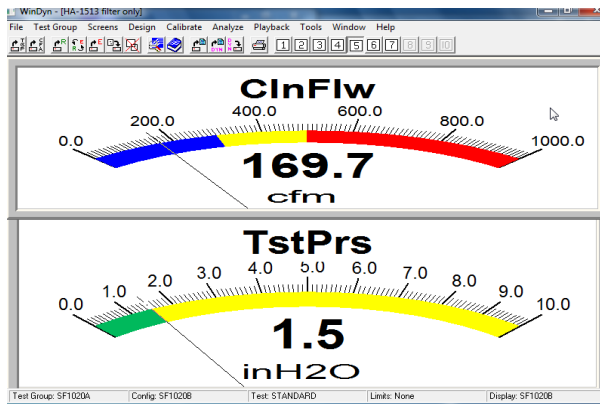 WinDyn - [HA-1513 filter only]
File Test Group Screens Design Calibrate Analyze Playback Tools Window Help
1 2 3 4 5 6 7 8 9 10
ClnFlw
0.0 200.0 400.0 600.0 800.0 1000.0
169.7
cfm
TstPrs
0.0 1.0 2.0 3.0 4.0 5.0 6.0 7.0 8.0 9.0 10.0
1.5
inH2O
Test Group: SF1020A Config: SF1020B Test: STANDARD Limits: None Display: SF1020B